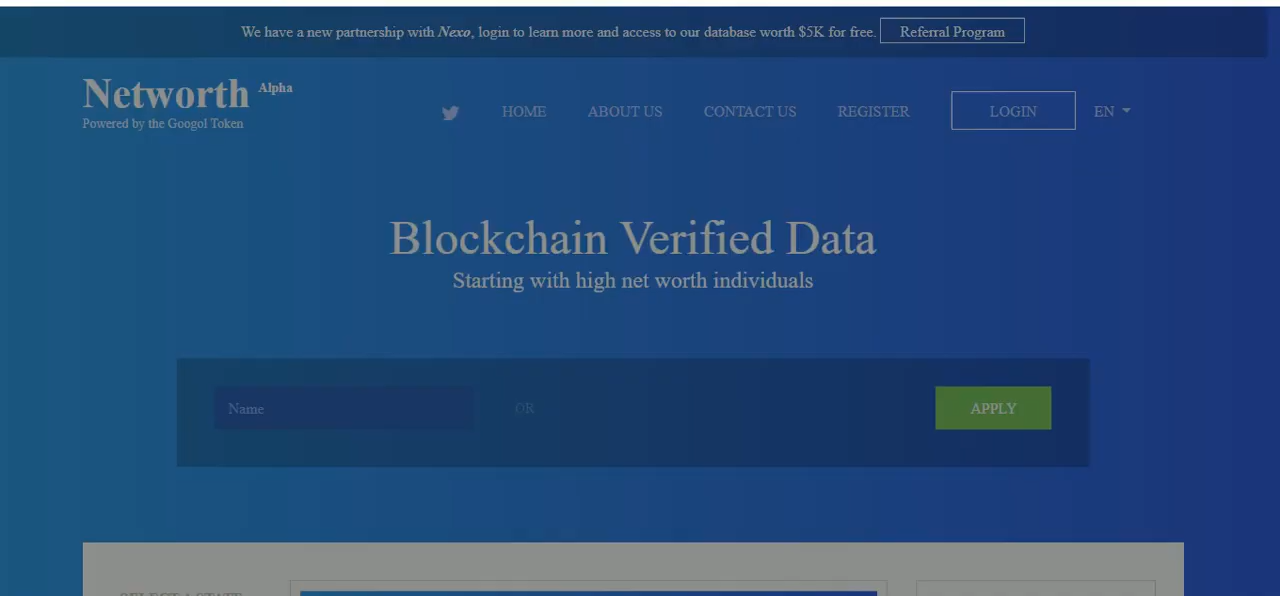 We have a new partnership with Nexo, login to learn more and access to our database worth $5K for free. Referral Program
Networth Alpha
Powered by the Googol Token
HOME ABOUT US CONTACT US REGISTER LOGIN EN
Blockchain Verified Data
Starting with high net worth individuals
Name OR APPLY
SELECT A STATE